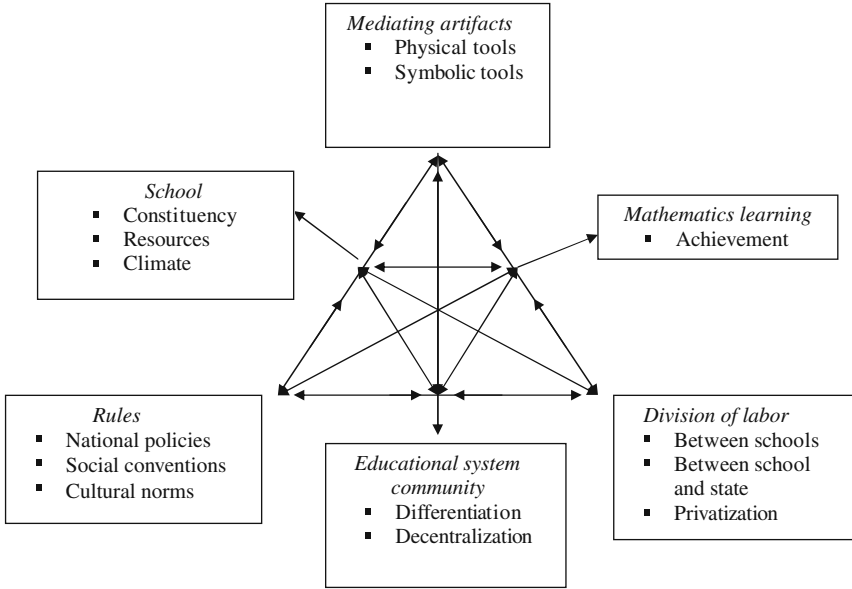 Mediating artifacts
▪ Physical tools
▪ Symbolic tools
School
▪ Constituency
▪ Resources
▪ Climate
Mathematics learning
▪ Achievement
Rules
▪ National policies
▪ Social conventions
▪ Cultural norms
Educational system
community
▪ Differentiation
▪ Decentralization
Division of labor
▪ Between schools
▪ Between school
and state
▪ Privatization